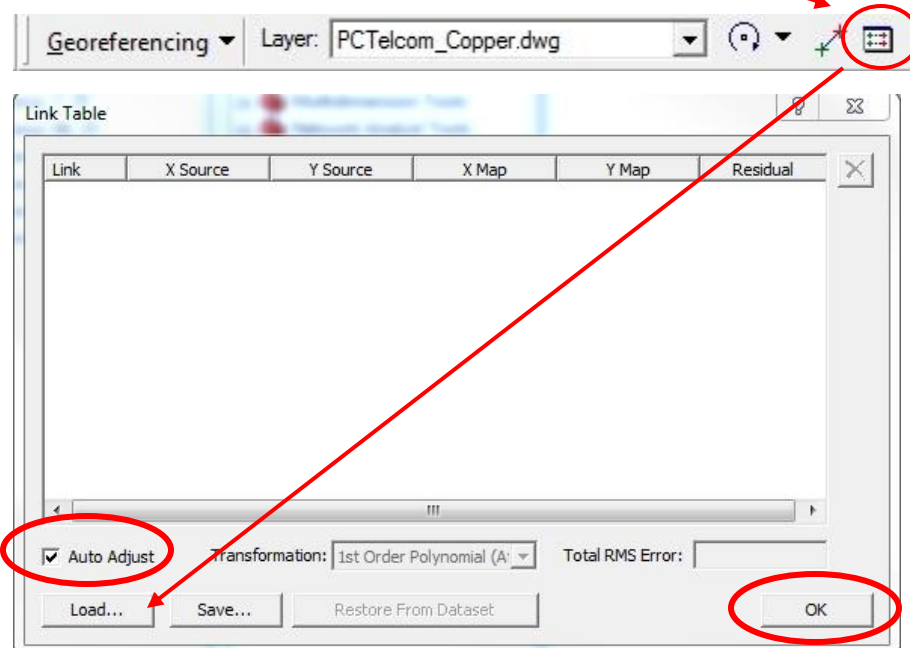 Georeferencing Layer: PCTelcom_Copper.dwg
Link Table
Link X Source Y Source X Map Y Map Residual
Auto Adjust Transformation: 1st Order Polynomial (A Total RMS Error:
Load... Save... Restore From Dataset OK